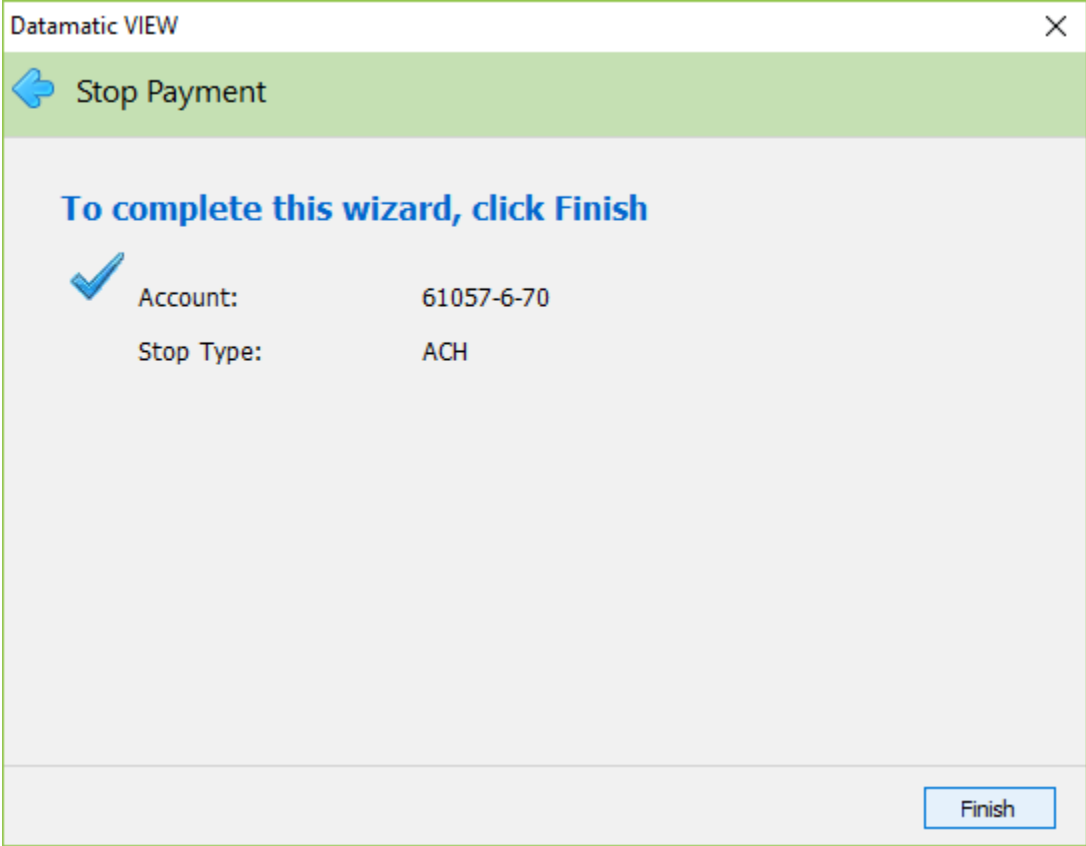 Datamatic VIEW
Stop Payment
To complete this wizard, click Finish
Account: 61057-6-70
Stop Type: ACH
Finish